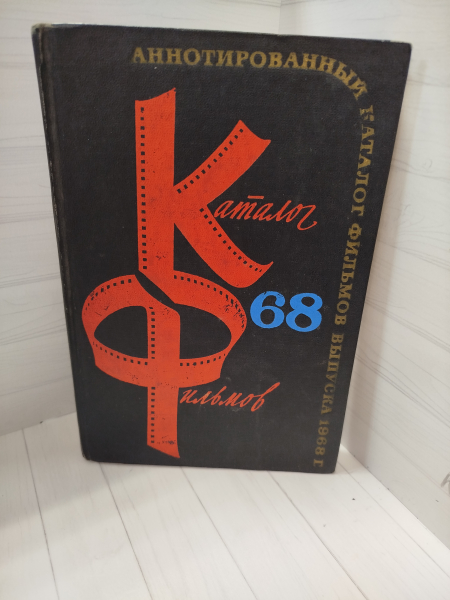 АННОТИРОВАННЫЙ КАТАЛОГ ФИЛЬМОВ ВЫПУСКА 1968 г
Каталог
68
Фильмов